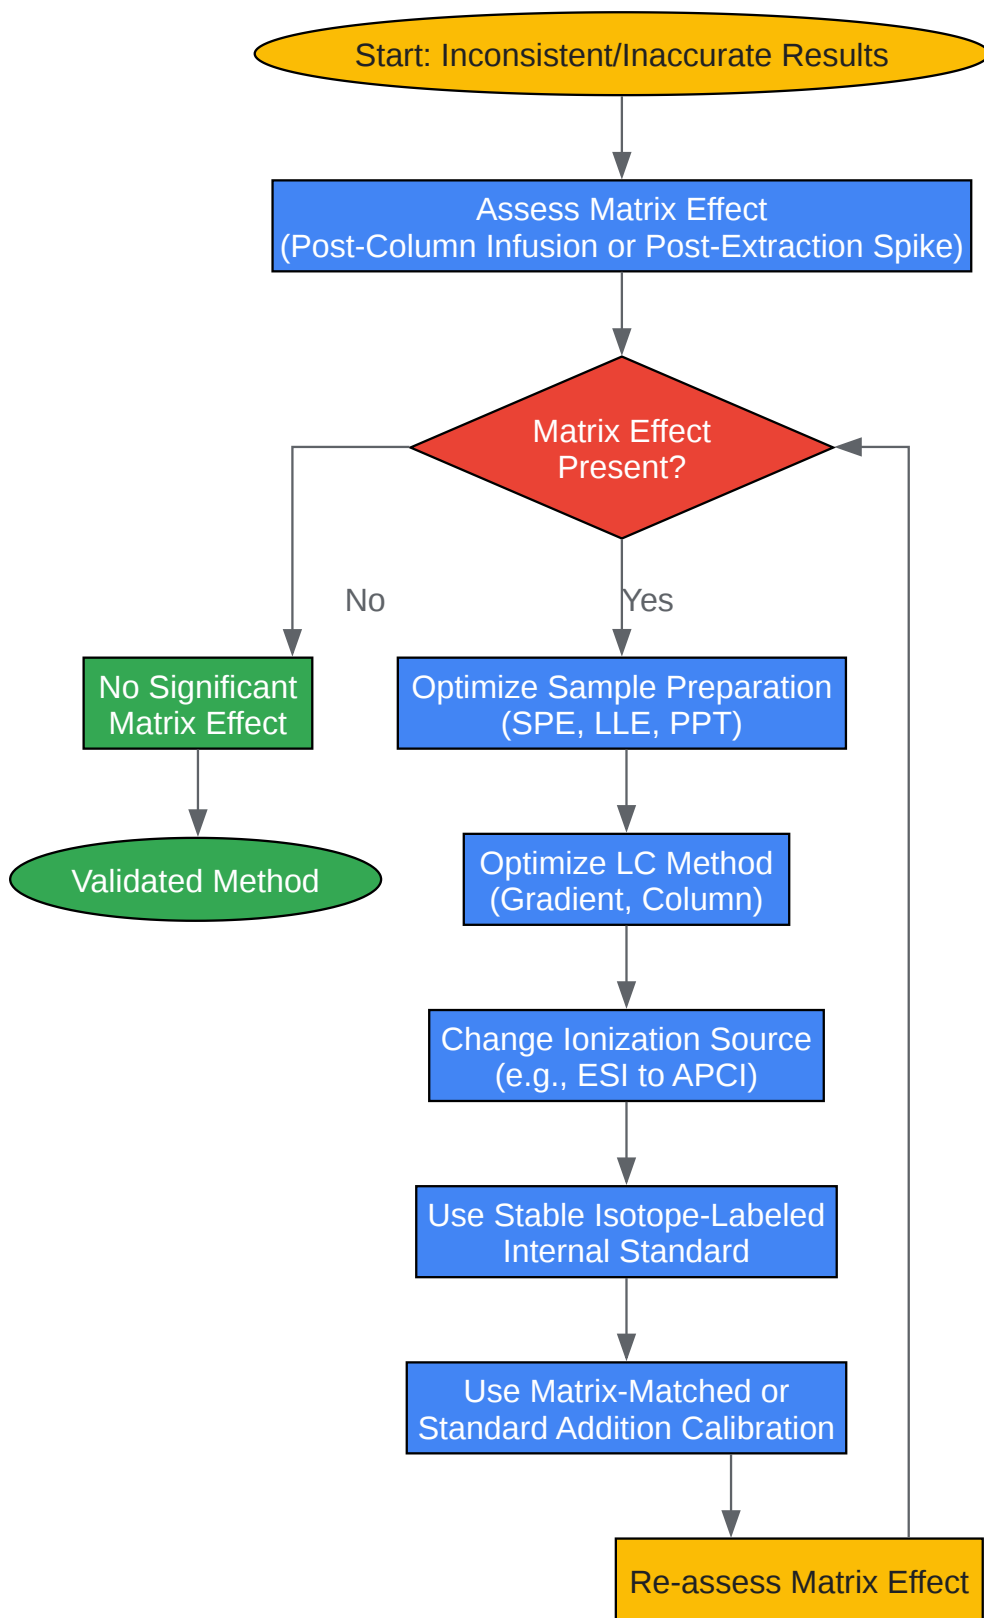 Start: Inconsistent/Inaccurate Results
Assess Matrix Effect
(Post-Column Infusion or Post-Extraction Spike)
Matrix Effect
Present?
No
Yes
No Significant
Matrix Effect
Optimize Sample Preparation
(SPE, LLE, PPT)
Validated Method
Optimize LC Method
(Gradient, Column)
Change Ionization Source
(e.g., ESI to APCI)
Use Stable Isotope-Labeled
Internal Standard
Use Matrix-Matched or
Standard Addition Calibration
Re-assess Matrix Effect